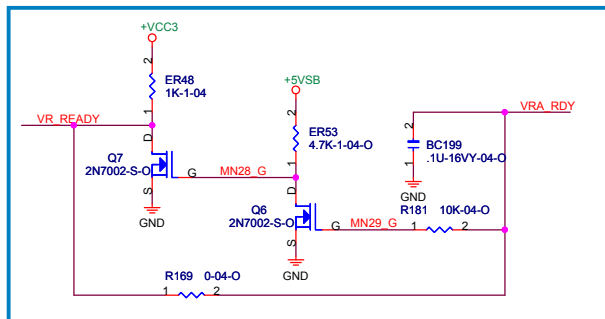 +VCC3
2
ER48
1K-1-04
1
VR_READY
+5VSB
2
ER53
4.7K-1-04-O
1
VRA_RDY
2
BC199
.1U-16VY-04-O
1
GND
D
Q7
2N7002-S-O
G
MN28_G
S
GND
D
Q6
2N7002-S-O
G
MN29_G
S
GND
R181
10K-04-O
1
2
R169
0-04-O
1
2